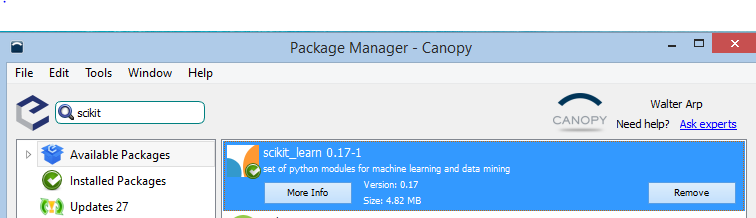 Package Manager - Canopy
File Edit Tools Window Help
scikit
CANOPY
Walter Arp
Need help? Ask experts
Available Packages
Installed Packages
Updates 27
scikit_learn 0.17-1
set of python modules for machine learning and data mining
More Info
Version: 0.17
Size: 4.82 MB
Remove